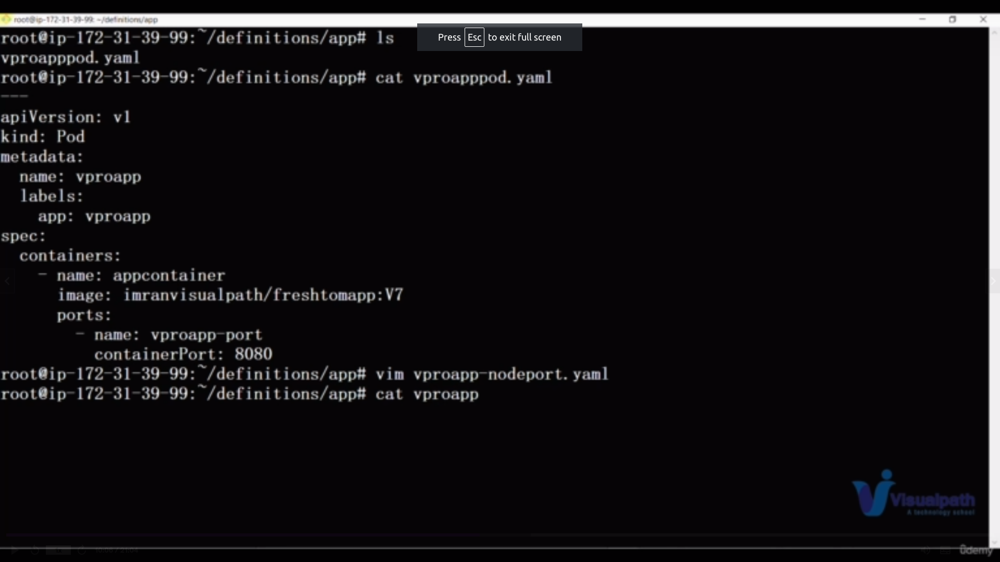 root@ip-172-31-39-99: ~/definitions/app
root@ip-172-31-39-99:~/definitions/app# ls
Press Esc to exit full screen
vproapppod.yaml
root@ip-172-31-39-99:~/definitions/app# cat vproapppod.yaml
---
apiVersion: v1
kind: Pod
metadata:
  name: vproapp
  labels:
    app: vproapp
spec:
  containers:
    - name: appcontainer
      image: imranvisualpath/freshtomapp:V7
      ports:
        - name: vproapp-port
          containerPort: 8080
root@ip-172-31-39-99:~/definitions/app# vim vproapp-nodeport.yaml
root@ip-172-31-39-99:~/definitions/app# cat vproapp
Visualpath
A technology school
ûdemy